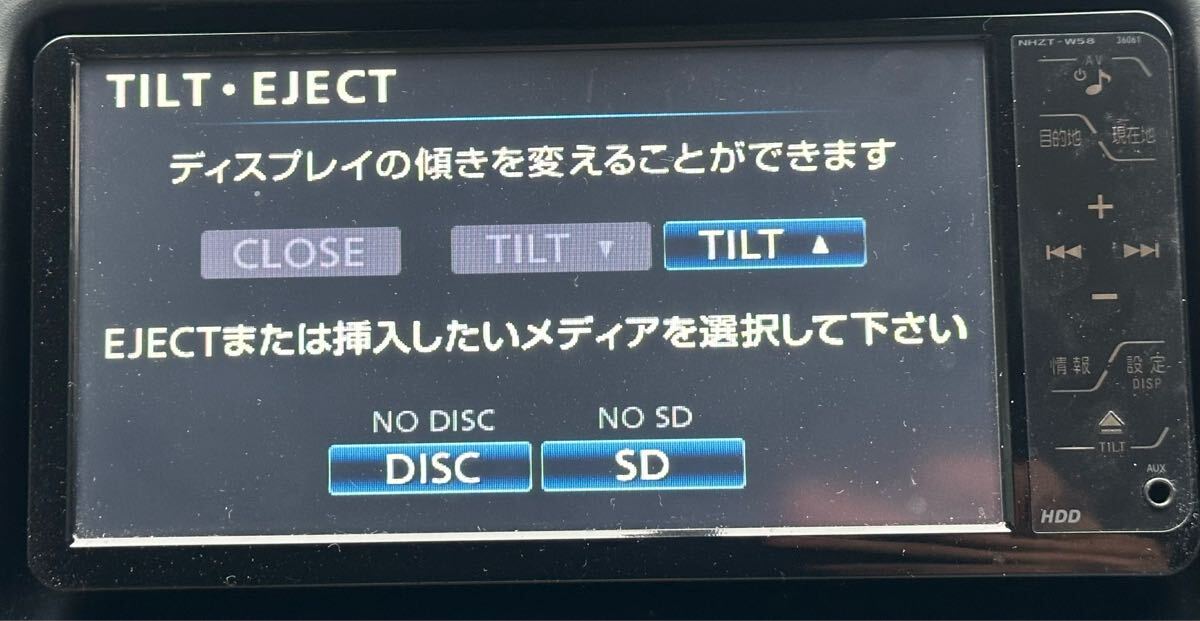 TILT・EJECT
ディスプレイの傾きを変えることができます
CLOSE
TILT ▼
TILT ▲
EJECTまたは挿入したいメディアを選択して下さい
NO DISC
NO SD
DISC
SD
NHZT-W58 36061
AV
目的地
現在地
情報
設定
DISP
TILT
AUX
HDD